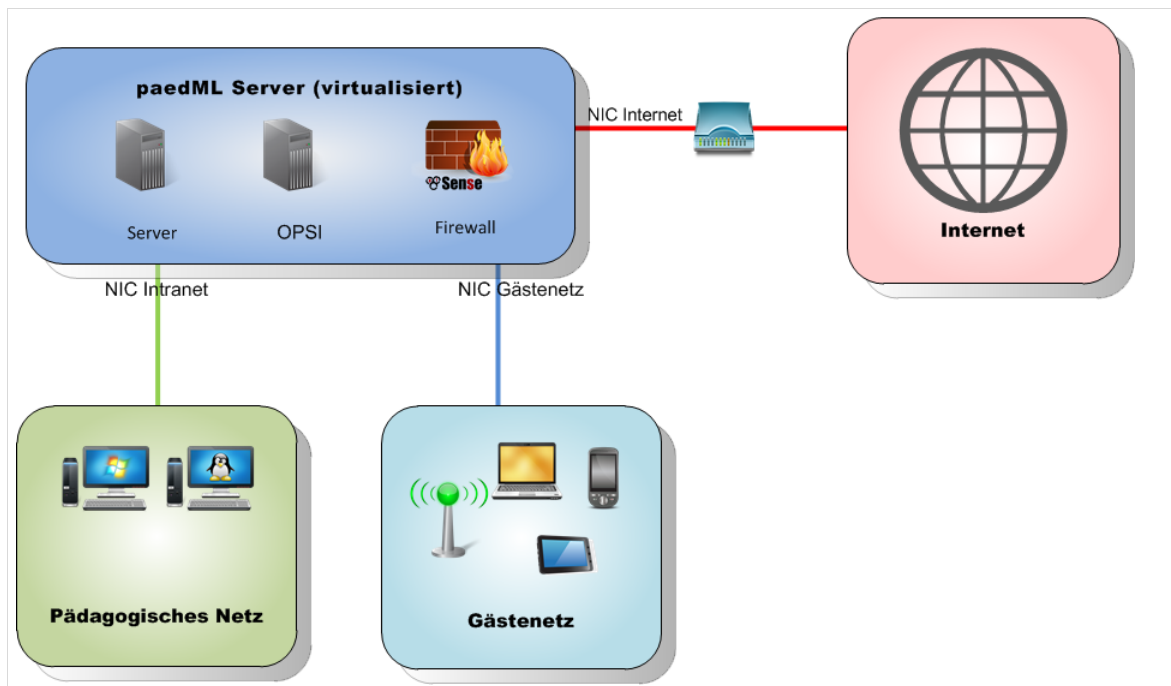 paedML Server (virtualisiert)
NIC Internet
Sense
Server
OPSI
Firewall
Internet
NIC Intranet
NIC Gästenetz
Pädagogisches Netz
Gästenetz